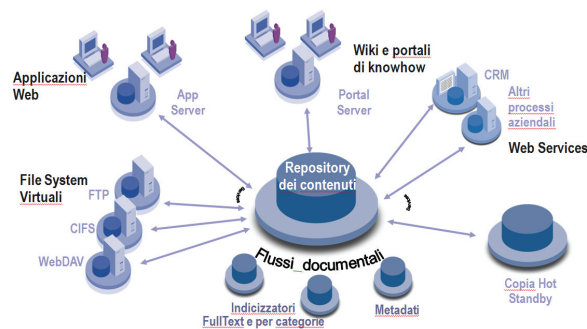 Applicazioni
Web
App
Server
Wiki e portali
di knowhow
Portal
Server
CRM
Altri
processi
aziendali
Web Services
Repository
dei contenuti
File System
Virtuali
FTP
CIFS
WebDAV
Flussi_documentali
Indicizzatori
FullText e per categorie
Metadati
Copia Hot
Standby